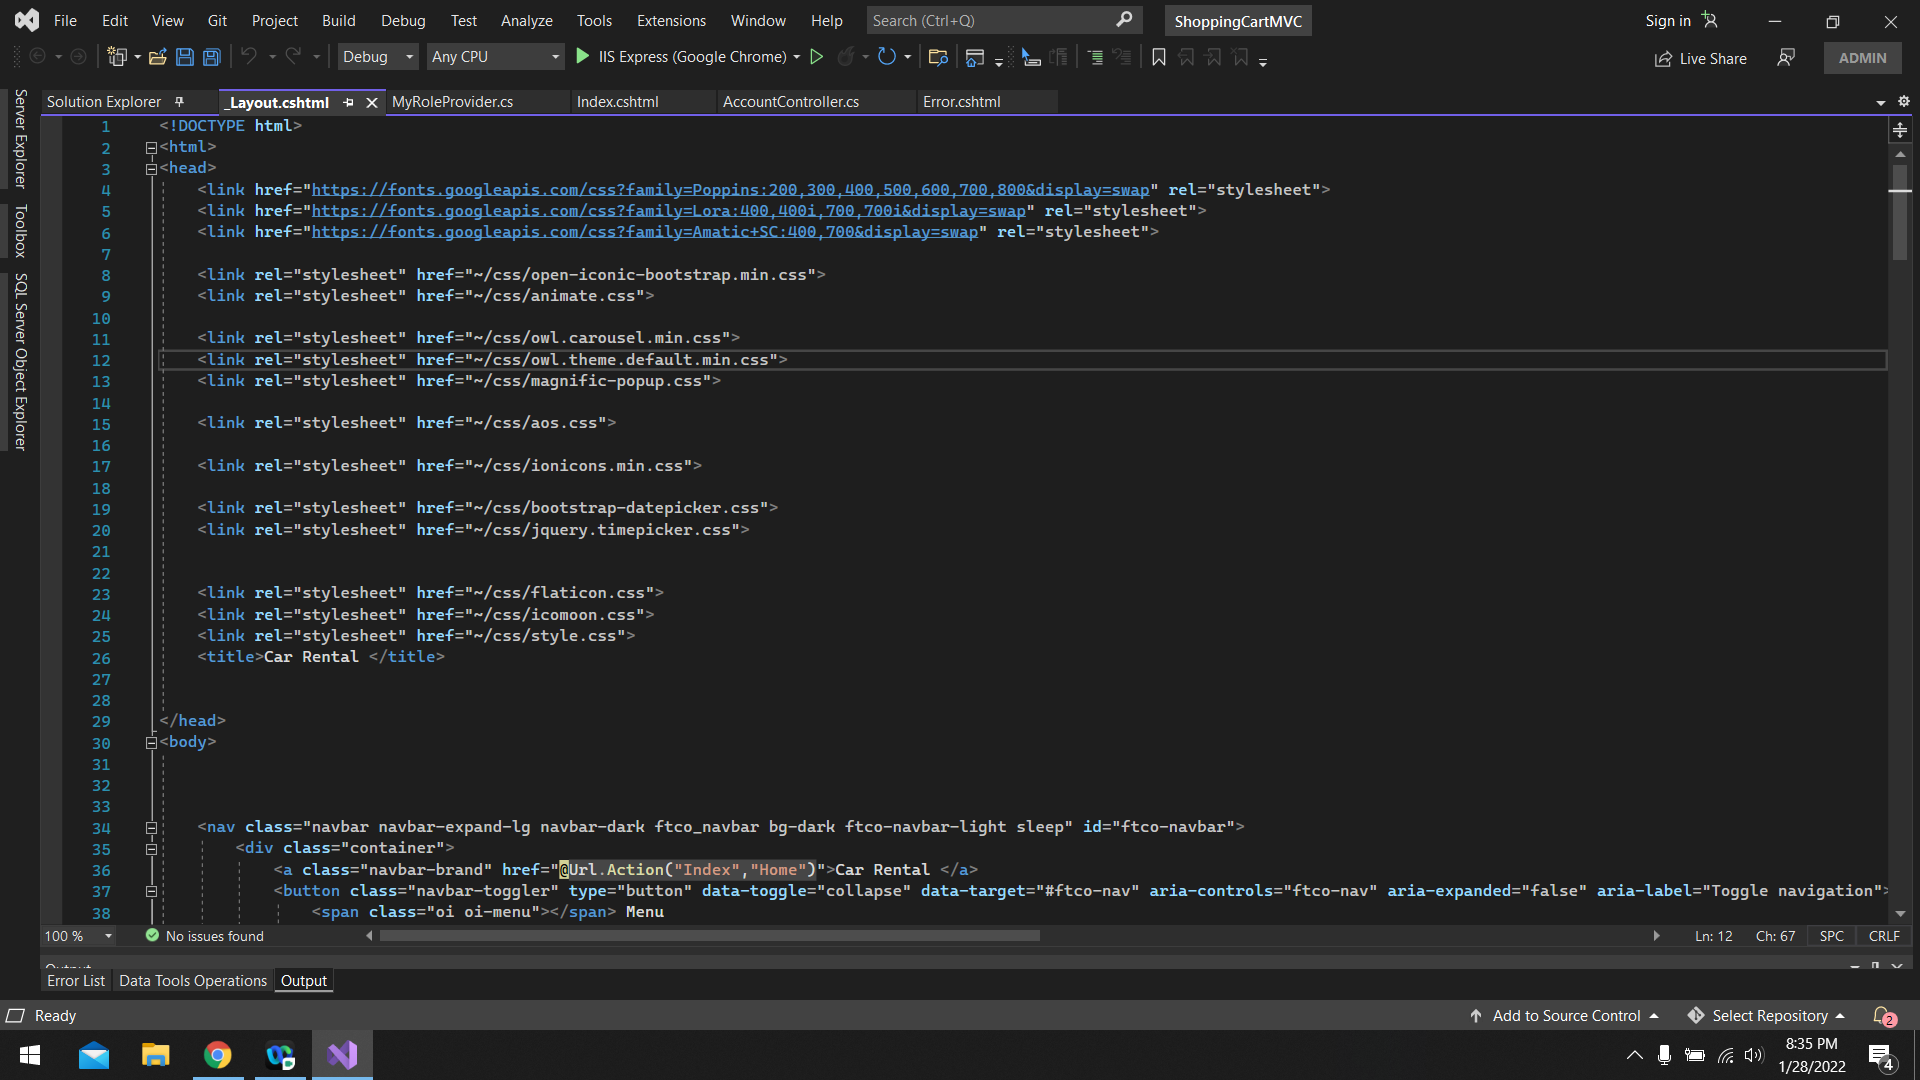 File Edit View Git Project Build Debug Test Analyze Tools Extensions Window Help Search (Ctrl+Q) ShoppingCartMVC Sign in
Debug Any CPU IIS Express (Google Chrome) Live Share ADMIN
Solution Explorer _Layout.cshtml MyRoleProvider.cs Index.cshtml AccountController.cs Error.cshtml
Server Explorer
Toolbox
SQL Server Object Explorer
1 <!DOCTYPE html>
2 <html>
3 <head>
4 <link href="https://fonts.googleapis.com/css?family=Poppins:200,300,400,500,600,700,800&display=swap" rel="stylesheet">
5 <link href="https://fonts.googleapis.com/css?family=Lora:400,400i,700,700i&display=swap" rel="stylesheet">
6 <link href="https://fonts.googleapis.com/css?family=Amatic+SC:400,700&display=swap" rel="stylesheet">
7
8 <link rel="stylesheet" href="~/css/open-iconic-bootstrap.min.css">
9 <link rel="stylesheet" href="~/css/animate.css">
10
11 <link rel="stylesheet" href="~/css/owl.carousel.min.css">
12 <link rel="stylesheet" href="~/css/owl.theme.default.min.css">
13 <link rel="stylesheet" href="~/css/magnific-popup.css">
14
15 <link rel="stylesheet" href="~/css/aos.css">
16
17 <link rel="stylesheet" href="~/css/ionicons.min.css">
18
19 <link rel="stylesheet" href="~/css/bootstrap-datepicker.css">
20 <link rel="stylesheet" href="~/css/jquery.timepicker.css">
21
22
23 <link rel="stylesheet" href="~/css/flaticon.css">
24 <link rel="stylesheet" href="~/css/icomoon.css">
25 <link rel="stylesheet" href="~/css/style.css">
26 <title>Car Rental </title>
27
28
29 </head>
30 <body>
31
32
33
34 <nav class="navbar navbar-expand-lg navbar-dark ftco_navbar bg-dark ftco-navbar-light sleep" id="ftco-navbar">
35 <div class="container">
36 <a class="navbar-brand" href="@Url.Action("Index","Home")">Car Rental </a>
37 <button class="navbar-toggler" type="button" data-toggle="collapse" data-target="#ftco-nav" aria-controls="ftco-nav" aria-expanded="false" aria-label="Toggle navigation">
38 <span class="oi oi-menu"></span> Menu
100 % No issues found Ln: 12 Ch: 67 SPC CRLF
Output
Error List Data Tools Operations Output
Ready Add to Source Control Select Repository 2
8:35 PM
1/28/2022 4